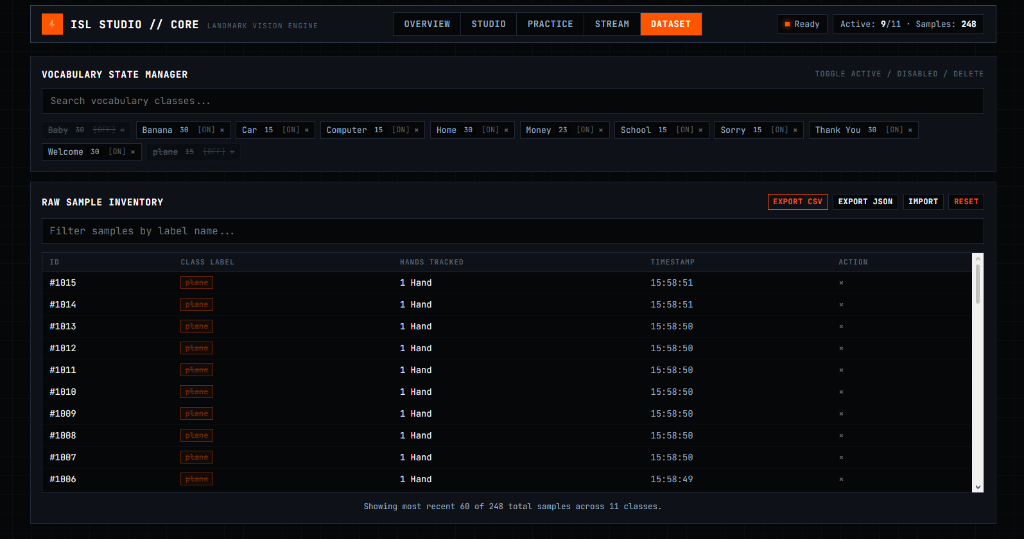 ISL STUDIO // CORE LANDMARK VISION ENGINE OVERVIEW STUDIO PRACTICE STREAM DATASET Ready Active: 9/11 · Samples: 248
VOCABULARY STATE MANAGER TOGGLE ACTIVE / DISABLED / DELETE
Search vocabulary classes...
Baby 30 [OFF] × Banana 30 [ON] × Car 15 [ON] × Computer 15 [ON] × Home 30 [ON] × Money 23 [ON] × School 15 [ON] × Sorry 15 [ON] × Thank You 30 [ON] ×
Welcome 30 [ON] × plane 15 [OFF] ×
RAW SAMPLE INVENTORY EXPORT CSV EXPORT JSON IMPORT RESET
Filter samples by label name...
ID CLASS LABEL HANDS TRACKED TIMESTAMP ACTION
#1015 plane 1 Hand 15:58:51 ×
#1014 plane 1 Hand 15:58:51 ×
#1013 plane 1 Hand 15:58:50 ×
#1012 plane 1 Hand 15:58:50 ×
#1011 plane 1 Hand 15:58:50 ×
#1010 plane 1 Hand 15:58:50 ×
#1009 plane 1 Hand 15:58:50 ×
#1008 plane 1 Hand 15:58:50 ×
#1007 plane 1 Hand 15:58:50 ×
#1006 plane 1 Hand 15:58:49 ×
Showing most recent 60 of 248 total samples across 11 classes.